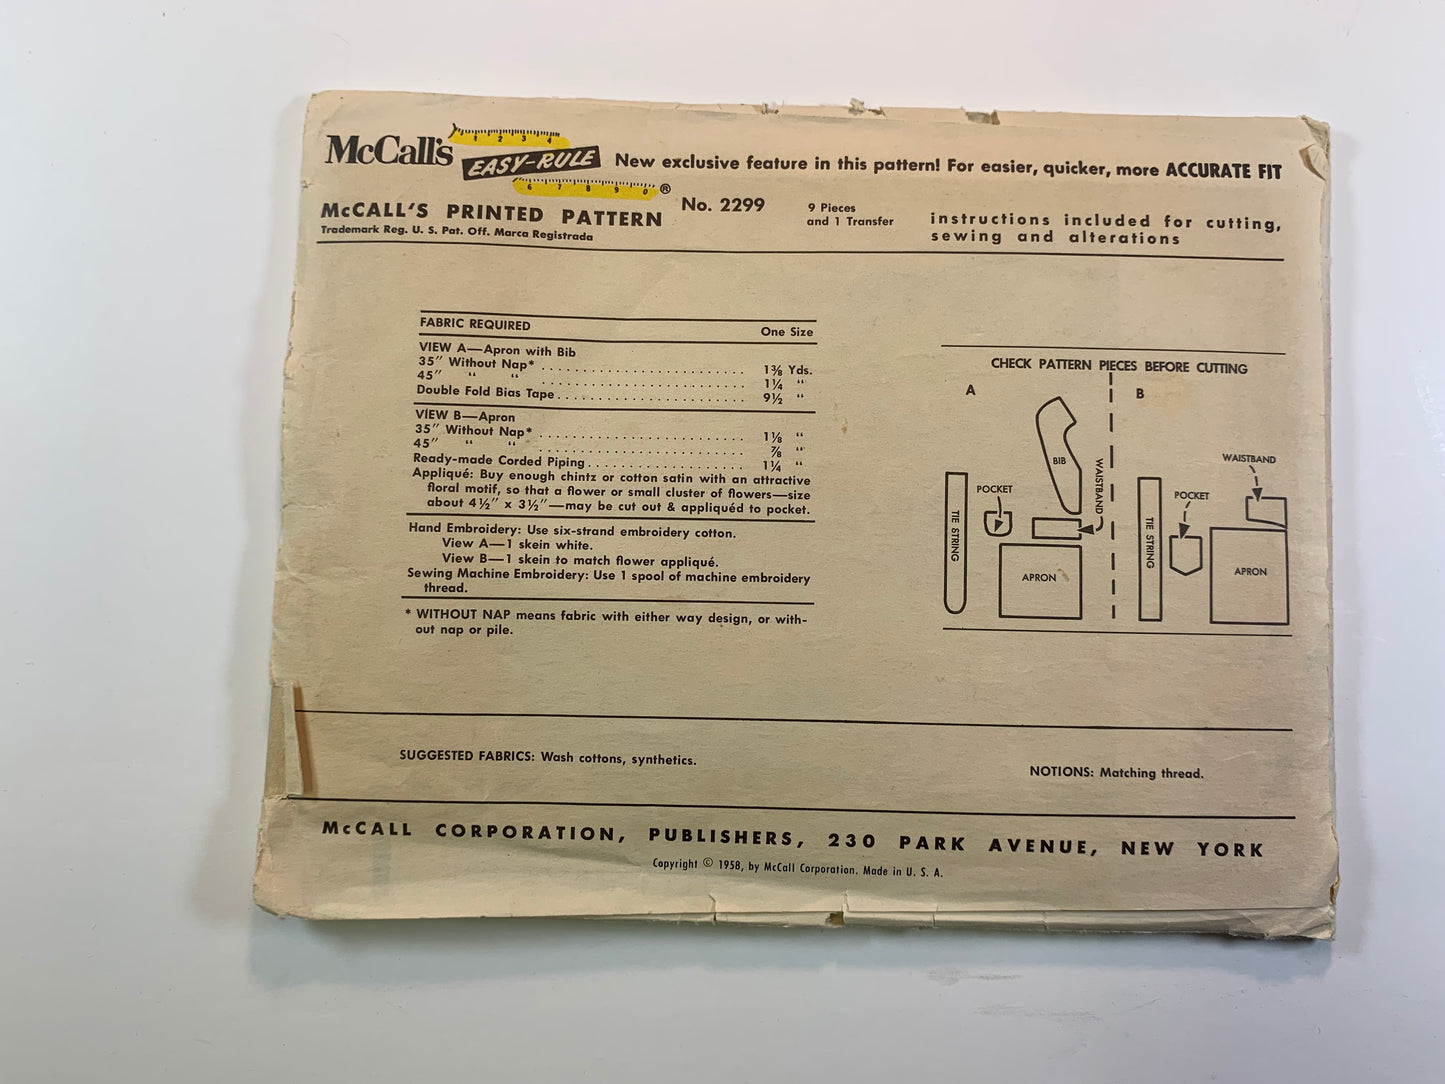 McCall's
1 2 3 4
EASY-RULE
6 7 8 9 0 ®
New exclusive feature in this pattern! For easier, quicker, more ACCURATE FIT
McCALL'S PRINTED PATTERN
Trademark Reg. U. S. Pat. Off. Marca Registrada
No. 2299
9 Pieces
and 1 Transfer
instructions included for cutting,
sewing and alterations
FABRIC REQUIRED One Size
VIEW A—Apron with Bib
35" Without Nap* . . . . . . . . . . . . . . . . . . . . . . . . . 1⅜ Yds.
45" " " . . . . . . . . . . . . . . . . . . . . . . . . . 1¼ "
Double Fold Bias Tape . . . . . . . . . . . . . . . . . . . . . . . 9½ "
VIEW B—Apron
35" Without Nap* . . . . . . . . . . . . . . . . . . . . . . . . . 1⅛ "
45" " " . . . . . . . . . . . . . . . . . . . . . . . . . ⅞ "
Ready-made Corded Piping . . . . . . . . . . . . . . . . . . . 1¼ "
Appliqué: Buy enough chintz or cotton satin with an attractive
floral motif, so that a flower or small cluster of flowers—size
about 4½" x 3½"—may be cut out & appliquéd to pocket.
Hand Embroidery: Use six-strand embroidery cotton.
View A—1 skein white.
View B—1 skein to match flower appliqué.
Sewing Machine Embroidery: Use 1 spool of machine embroidery
thread.
* WITHOUT NAP means fabric with either way design, or with-
out nap or pile.
CHECK PATTERN PIECES BEFORE CUTTING
A
BIB
WAISTBAND
POCKET
TIE STRING
APRON
B
WAISTBAND
POCKET
TIE STRING
APRON
SUGGESTED FABRICS: Wash cottons, synthetics.
NOTIONS: Matching thread.
McCALL CORPORATION, PUBLISHERS, 230 PARK AVENUE, NEW YORK
Copyright © 1958, by McCall Corporation. Made in U. S. A.